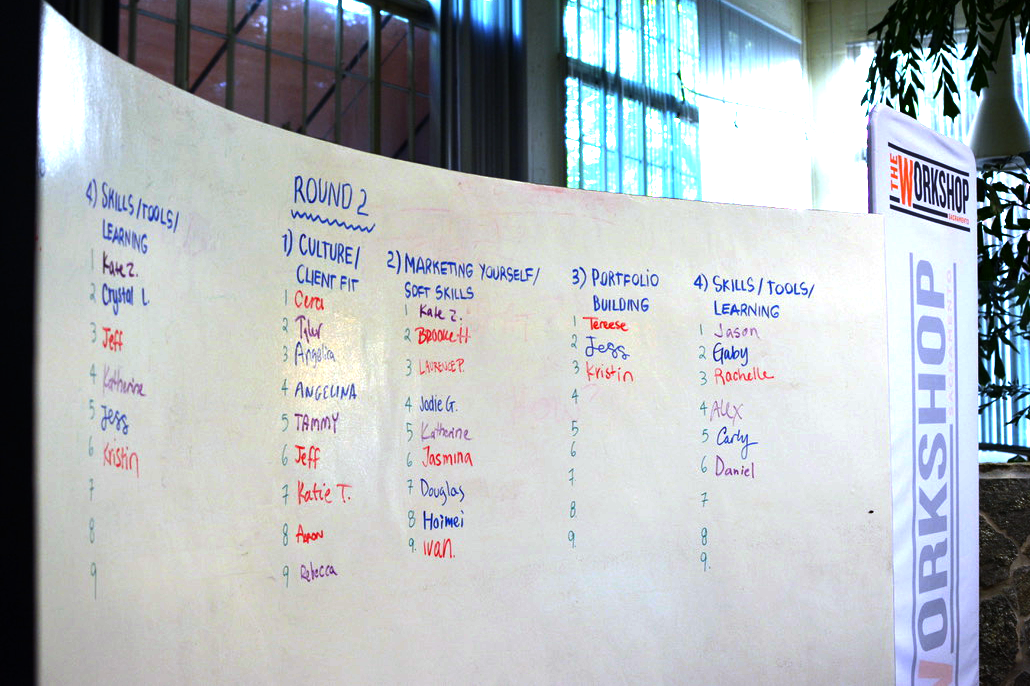 4) SKILLS/TOOLS/
LEARNING
1 Kate Z.
2 Crystal L
3 Jeff
4 Katherine
5 Jess
6 Kristin
7
8
9
ROUND 2
1) CULTURE/
CLIENT FIT
1 Cera
2 Tyler
3 Angelica
4 ANGELINA
5 TAMMY
6 Jeff
7 Katie T.
8 Aaron
9 Rebecca
2) MARKETING YOURSELF/
SOFT SKILLS
1 Kate Z.
2 BROOKE H.
3 LAURENCE P.
4 Jodie G.
5 Katherine
6 Jasmina
7 Douglas
8 Hoimei
9. Ivan.
3) PORTFOLIO
BUILDING
1 Tereese
2 Jess
3 Kristin
4
5
6
7
8
9.
4) SKILLS/TOOLS/
LEARNING
1 Jason
2 Gaby
3 Rachelle
4 ALEX
5 Carly
6 Daniel
7
8
9.
THE WORKSHOP
SACRAMENTO
WORKSHOP
SACRAMENTO